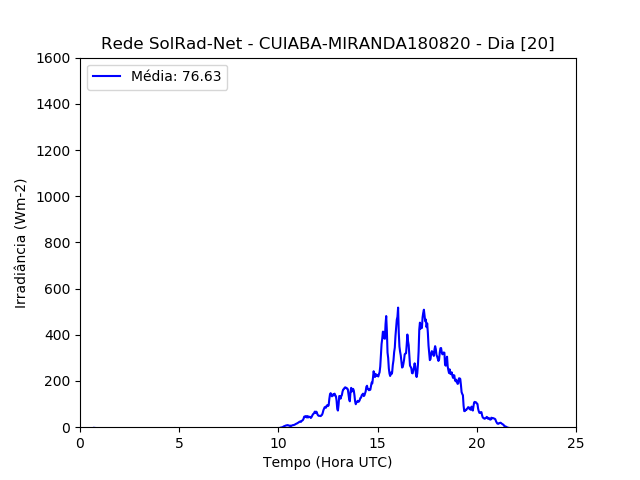 Rede SolRad-Net - CUIABA-MIRANDA180820 - Dia [20]
Média: 76.63
1600
1400
1200
1000
800
600
400
200
0
Irradiância (Wm-2)
0 5 10 15 20 25
Tempo (Hora UTC)